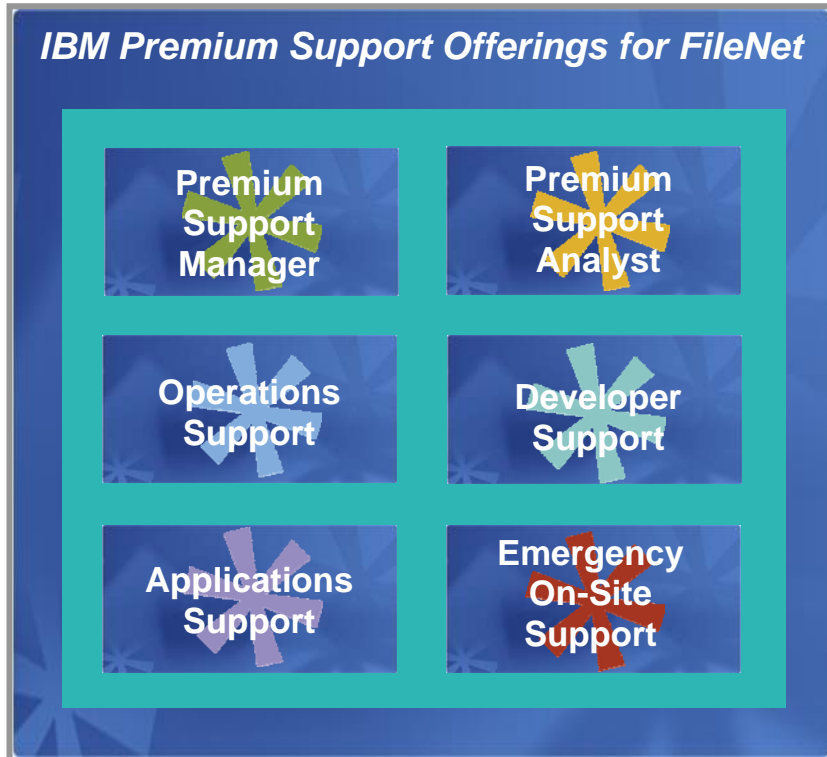 IBM Premium Support Offerings for FileNet
Premium
Support
Manager
Premium
Support
Analyst
Operations
Support
Developer
Support
Applications
Support
Emergency
On-Site
Support